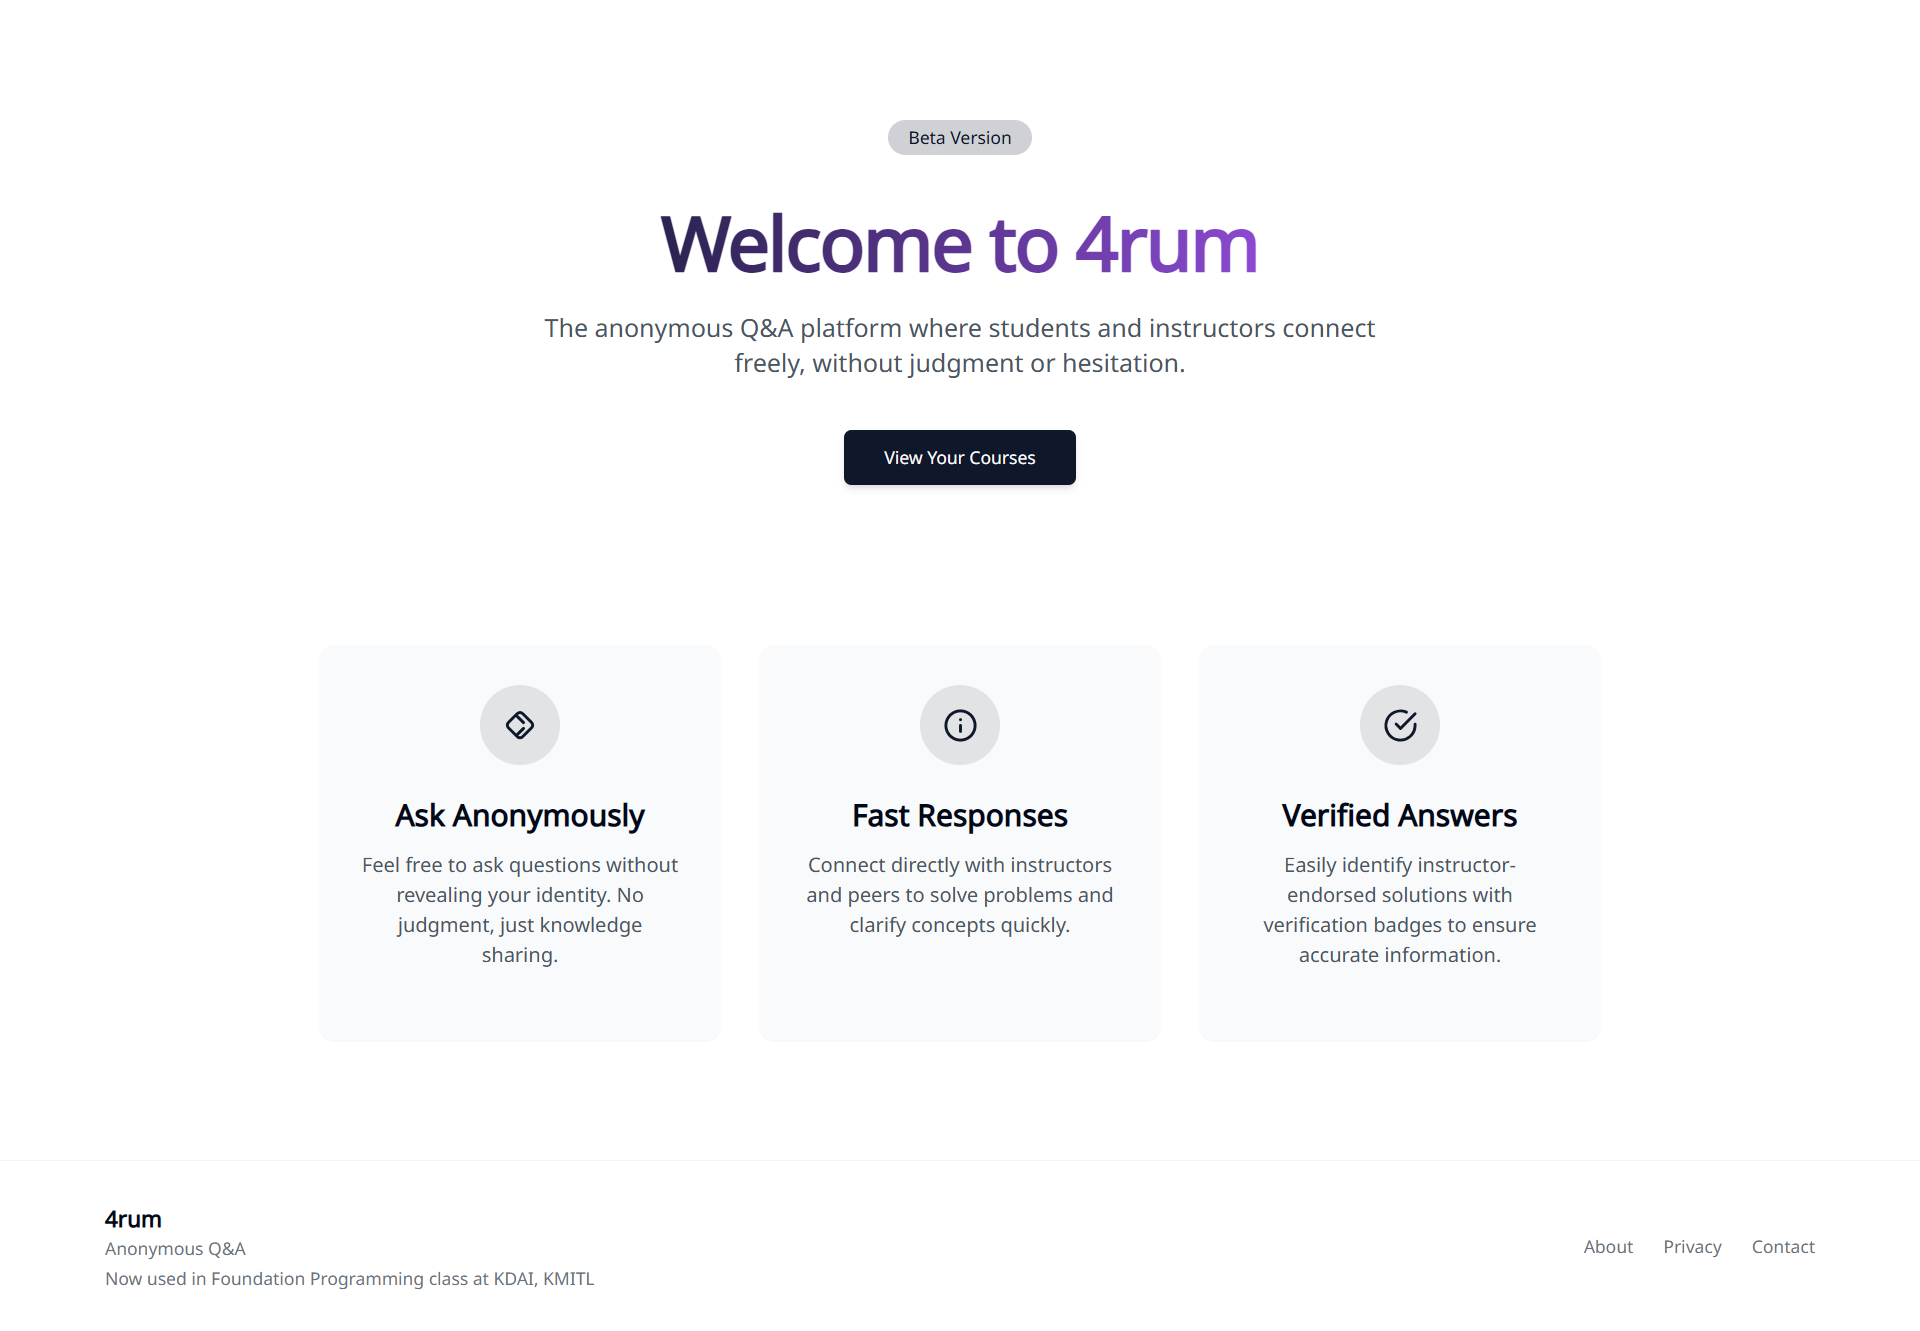 Beta Version
Welcome to 4rum
The anonymous Q&A platform where students and instructors connect
freely, without judgment or hesitation.
View Your Courses
Ask Anonymously
Feel free to ask questions without
revealing your identity. No
judgment, just knowledge
sharing.
Fast Responses
Connect directly with instructors
and peers to solve problems and
clarify concepts quickly.
Verified Answers
Easily identify instructor-
endorsed solutions with
verification badges to ensure
accurate information.
4rum
Anonymous Q&A
Now used in Foundation Programming class at KDAI, KMITL
About Privacy Contact